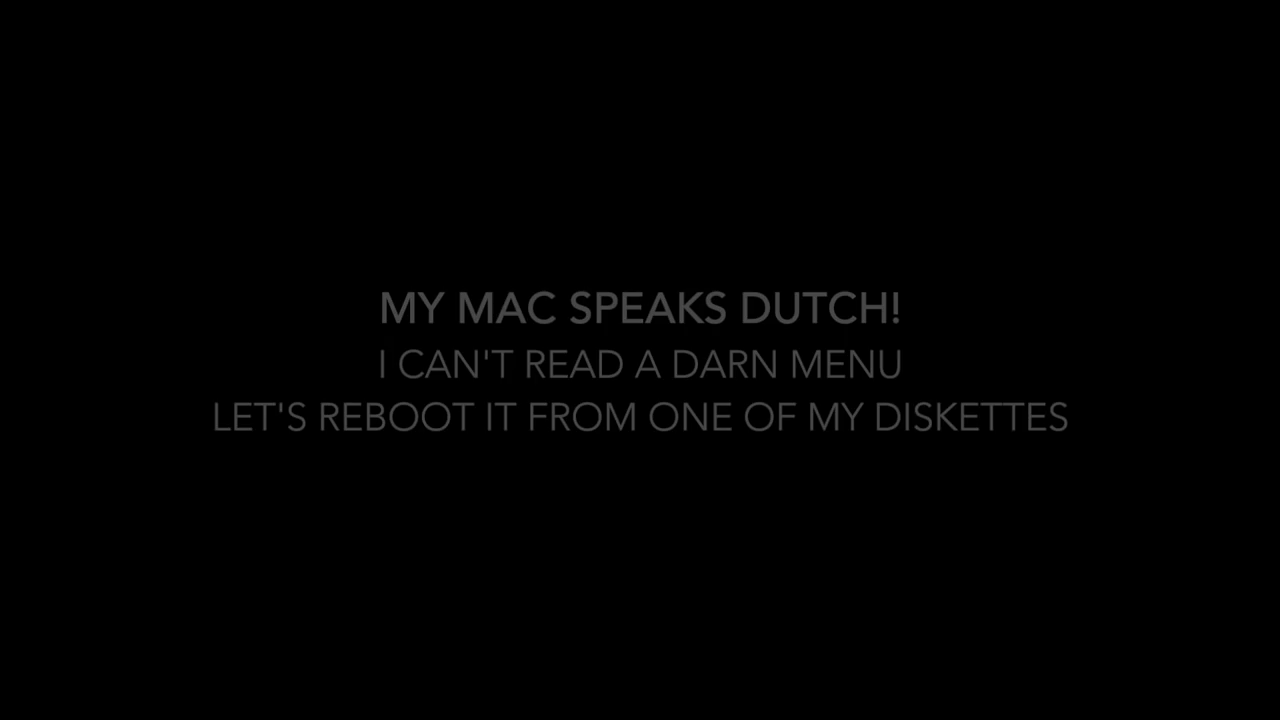 MY MAC SPEAKS DUTCH!
I CAN'T READ A DARN MENU
LET'S REBOOT IT FROM ONE OF MY DISKETTES